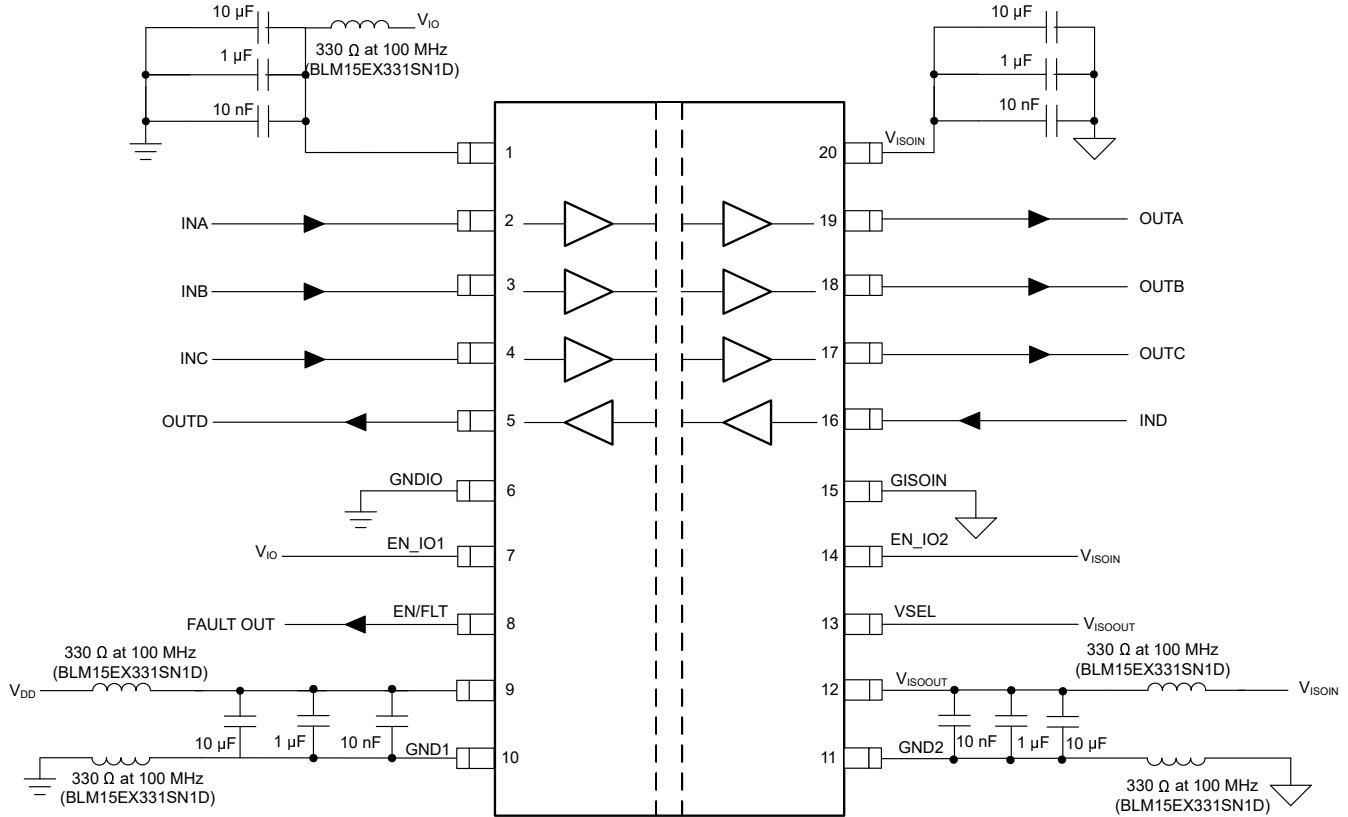 10 µF
V_IO
330 Ω at 100 MHz
(BLM15EX331SN1D)
1 µF
10 nF
10 µF
1 µF
10 nF
V_ISOIN
1
20
INA
2
19
OUTA
INB
3
18
OUTB
INC
4
17
OUTC
OUTD
5
16
IND
GNDIO
6
15
GISOIN
V_IO
EN_IO1
7
14
EN_IO2
V_ISOIN
FAULT OUT
EN/FLT
8
13
VSEL
V_ISOOUT
330 Ω at 100 MHz
(BLM15EX331SN1D)
V_DD
9
12
V_ISOOUT
330 Ω at 100 MHz
(BLM15EX331SN1D)
V_ISOIN
10 µF
1 µF
10 nF
GND1
10
11
GND2
10 nF
1 µF
10 µF
330 Ω at 100 MHz
(BLM15EX331SN1D)
330 Ω at 100 MHz
(BLM15EX331SN1D)